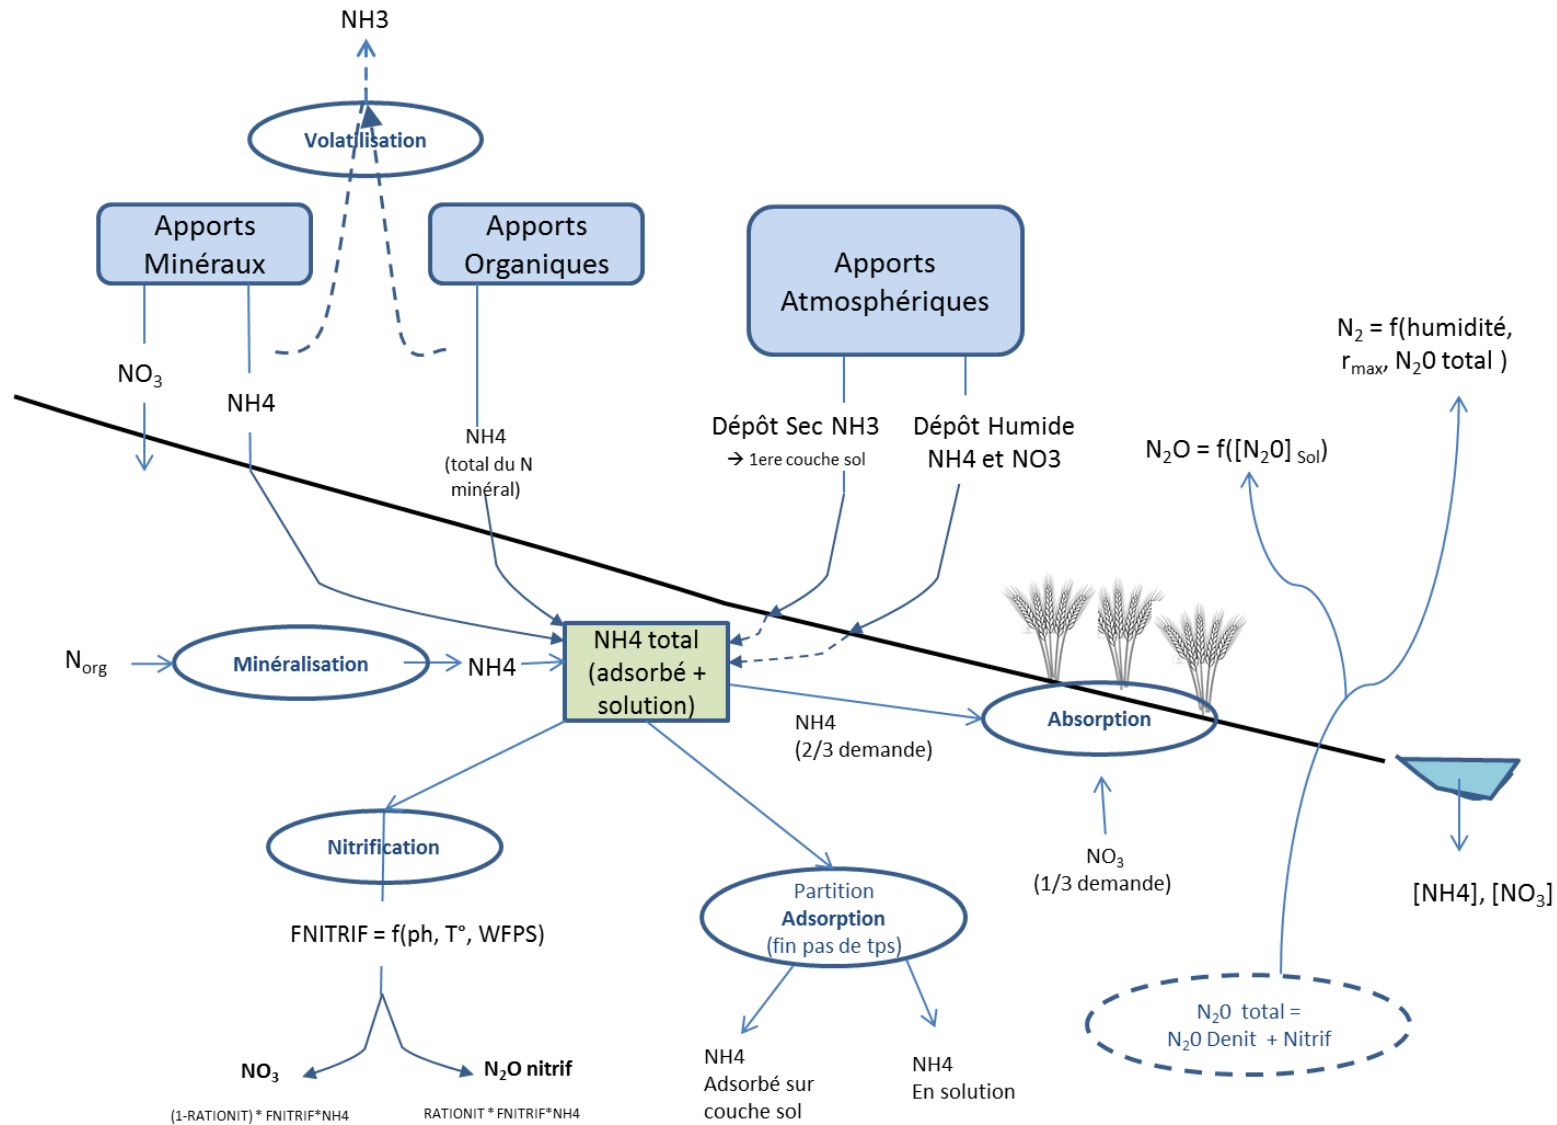 NH3
Volatilisation
Apports
Minéraux
Apports
Organiques
Apports
Atmosphériques
N₂ = f(humidité,
rₘₐₓ, N₂0 total )
NO₃
NH4
NH4
(total du N
minéral)
Dépôt Sec NH3
→ 1ere couche sol
Dépôt Humide
NH4 et NO3
N₂O = f([N₂0] Sol)
Norg
Minéralisation
NH4
NH4 total
(adsorbé +
solution)
NH4
(2/3 demande)
Absorption
Nitrification
NO₃
(1/3 demande)
[NH4], [NO₃]
Partition
Adsorption
(fin pas de tps)
FNITRIF = f(ph, T°, WFPS)
N₂0 total =
N₂0 Denit + Nitrif
NO₃
(1-RATIONIT) * FNITRIF*NH4
N₂O nitrif
RATIONIT * FNITRIF*NH4
NH4
Adsorbé sur
couche sol
NH4
En solution